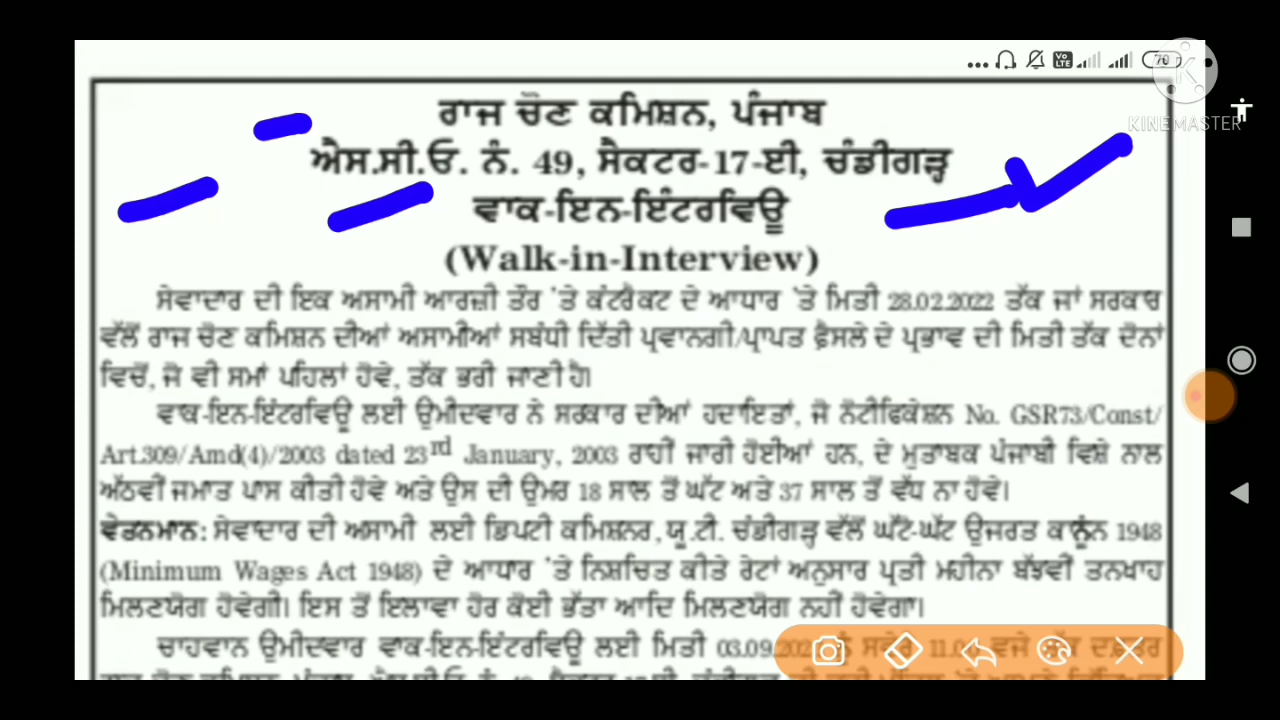 70
KINEMASTER
ਰਾਜ ਚੋਣ ਕਮਿਸ਼ਨ, ਪੰਜਾਬ
ਐਸ.ਸੀ.ਓ. ਨੰ. 49, ਸੈਕਟਰ-17-ਈ, ਚੰਡੀਗੜ੍ਹ
ਵਾਕ-ਇਨ-ਇੰਟਰਵਿਊ
(Walk-in-Interview)
ਸੇਵਾਦਾਰ ਦੀ ਇਕ ਅਸਾਮੀ ਆਰਜ਼ੀ ਤੌਰ 'ਤੇ ਕੰਟਰੈਕਟ ਦੇ ਆਧਾਰ 'ਤੇ ਮਿਤੀ 28.02.2022 ਤੱਕ ਜਾਂ ਸਰਕਾਰ
ਵੱਲੋਂ ਰਾਜ ਚੋਣ ਕਮਿਸ਼ਨ ਦੀਆਂ ਅਸਾਮੀਆਂ ਸਬੰਧੀ ਦਿੱਤੀ ਪ੍ਰਵਾਨਗੀ/ਪ੍ਰਾਪਤ ਫ਼ੈਸਲੇ ਦੇ ਪ੍ਰਭਾਵ ਦੀ ਮਿਤੀ ਤੱਕ ਦੋਨਾਂ
ਵਿਚੋਂ, ਜੋ ਵੀ ਸਮਾਂ ਪਹਿਲਾਂ ਹੋਵੇ, ਤੱਕ ਭਰੀ ਜਾਣੀ ਹੈ।
ਵਾਕ-ਇਨ-ਇੰਟਰਵਿਊ ਲਈ ਉਮੀਦਵਾਰ ਨੇ ਸਰਕਾਰ ਦੀਆਂ ਹਦਾਇਤਾਂ, ਜੋ ਨੋਟੀਫਿਕੇਸ਼ਨ No. GSR73/Const/
Art.309/Amd(4)/2003 dated 23rd January, 2003 ਰਾਹੀਂ ਜਾਰੀ ਹੋਈਆਂ ਹਨ, ਦੇ ਮੁਤਾਬਕ ਪੰਜਾਬੀ ਵਿਸ਼ੇ ਨਾਲ
ਅੱਠਵੀਂ ਜਮਾਤ ਪਾਸ ਕੀਤੀ ਹੋਵੇ ਅਤੇ ਉਸ ਦੀ ਉਮਰ 18 ਸਾਲ ਤੋਂ ਘੱਟ ਅਤੇ 37 ਸਾਲ ਤੋਂ ਵੱਧ ਨਾ ਹੋਵੇ।
ਵੇਤਨਮਾਨ: ਸੇਵਾਦਾਰ ਦੀ ਅਸਾਮੀ ਲਈ ਡਿਪਟੀ ਕਮਿਸ਼ਨਰ, ਯੂ.ਟੀ. ਚੰਡੀਗੜ੍ਹ ਵੱਲੋਂ ਘੱਟੋ-ਘੱਟ ਉਜਰਤ ਕਾਨੂੰਨ 1948
(Minimum Wages Act 1948) ਦੇ ਆਧਾਰ 'ਤੇ ਨਿਸ਼ਚਿਤ ਕੀਤੇ ਰੇਟਾਂ ਅਨੁਸਾਰ ਪ੍ਰਤੀ ਮਹੀਨਾ ਬੱਝਵੀਂ ਤਨਖਾਹ
ਮਿਲਣਯੋਗ ਹੋਵੇਗੀ। ਇਸ ਤੋਂ ਇਲਾਵਾ ਹੋਰ ਕੋਈ ਭੱਤਾ ਆਦਿ ਮਿਲਣਯੋਗ ਨਹੀਂ ਹੋਵੇਗਾ।
ਚਾਹਵਾਨ ਉਮੀਦਵਾਰ ਵਾਕ-ਇਨ-ਇੰਟਰਵਿਊ ਲਈ ਮਿਤੀ 03.09